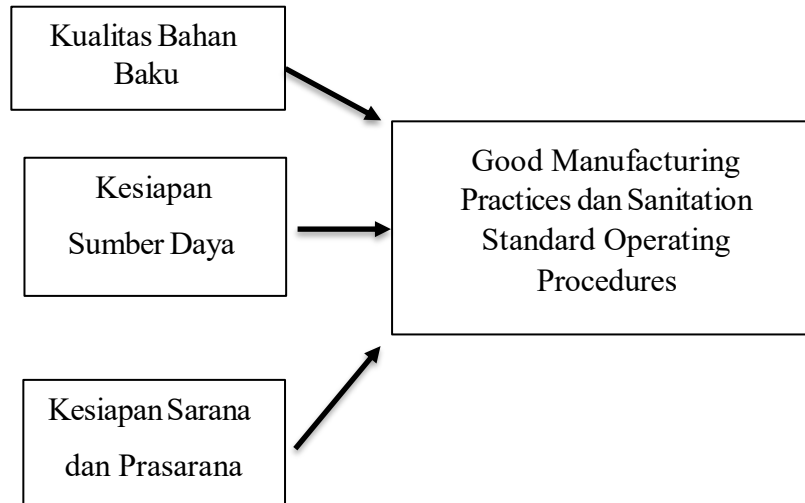 Kualitas Bahan
Baku
Good Manufacturing
Practices dan Sanitation
Standard Operating
Procedures
Kesiapan
Sumber Daya
Kesiapan Sarana
dan Prasarana